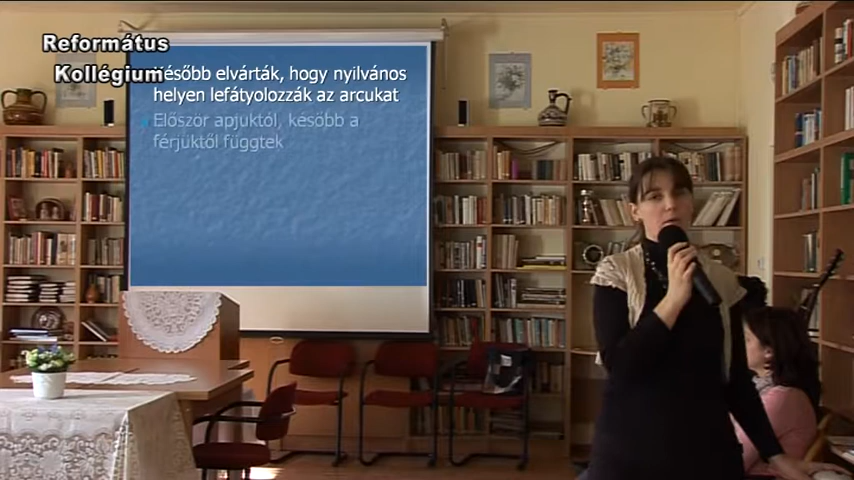 Református
Kollégium
Később elvárták, hogy nyilvános
helyen lefátyolozzák az arcukat
Először apjuktól, később a
férjüktől függtek